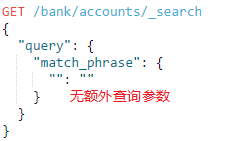 GET /bank/accounts/_search
{
  "query": {
    "match_phrase": {
      "": ""
    }   无额外查询参数
  }
}